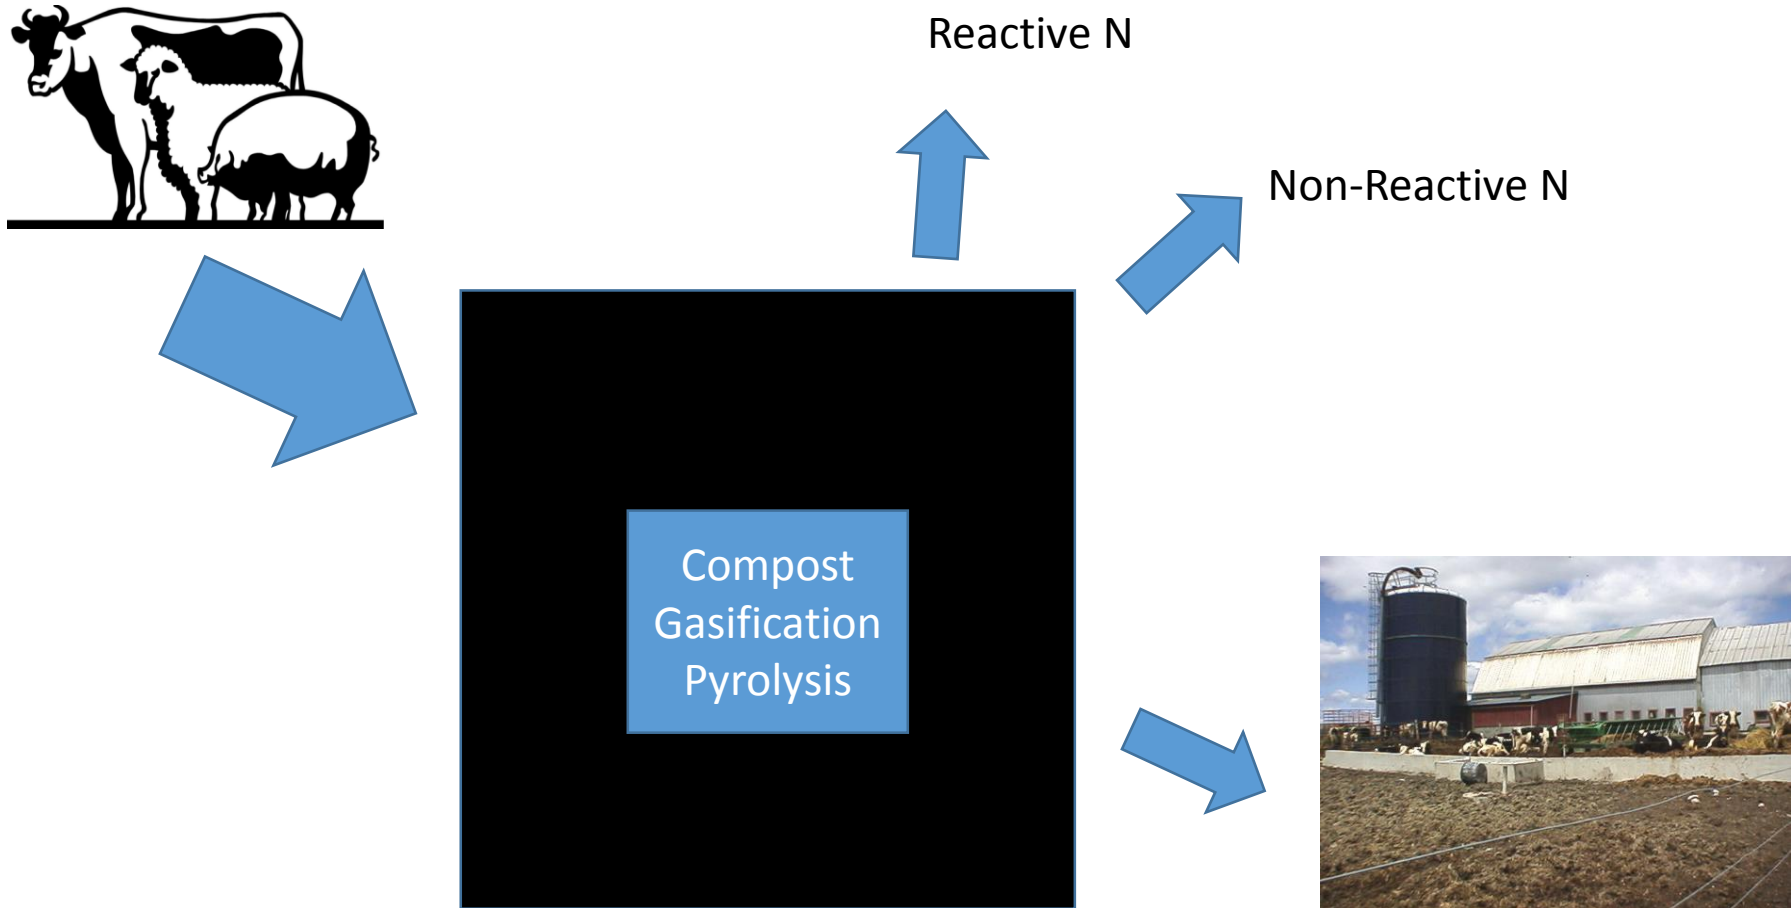 Reactive N
Non-Reactive N
Compost
Gasification
Pyrolysis